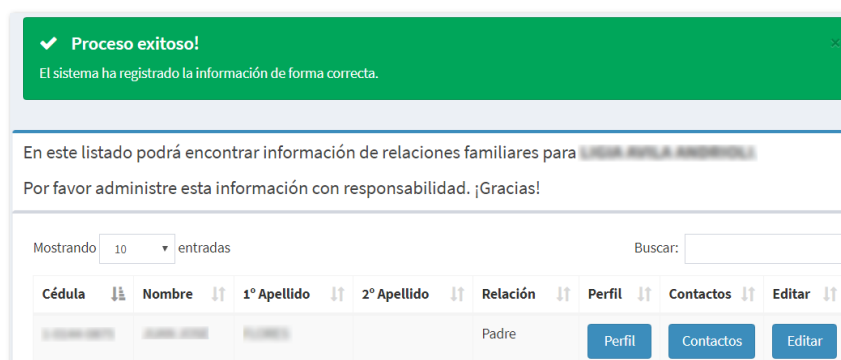 Proceso exitoso!
×
El sistema ha registrado la información de forma correcta.
En este listado podrá encontrar información de relaciones familiares para
Por favor administre esta información con responsabilidad. ¡Gracias!
Mostrando 10 entradas Buscar:
Cédula Nombre 1º Apellido 2º Apellido Relación Perfil Contactos Editar
Padre Perfil Contactos Editar